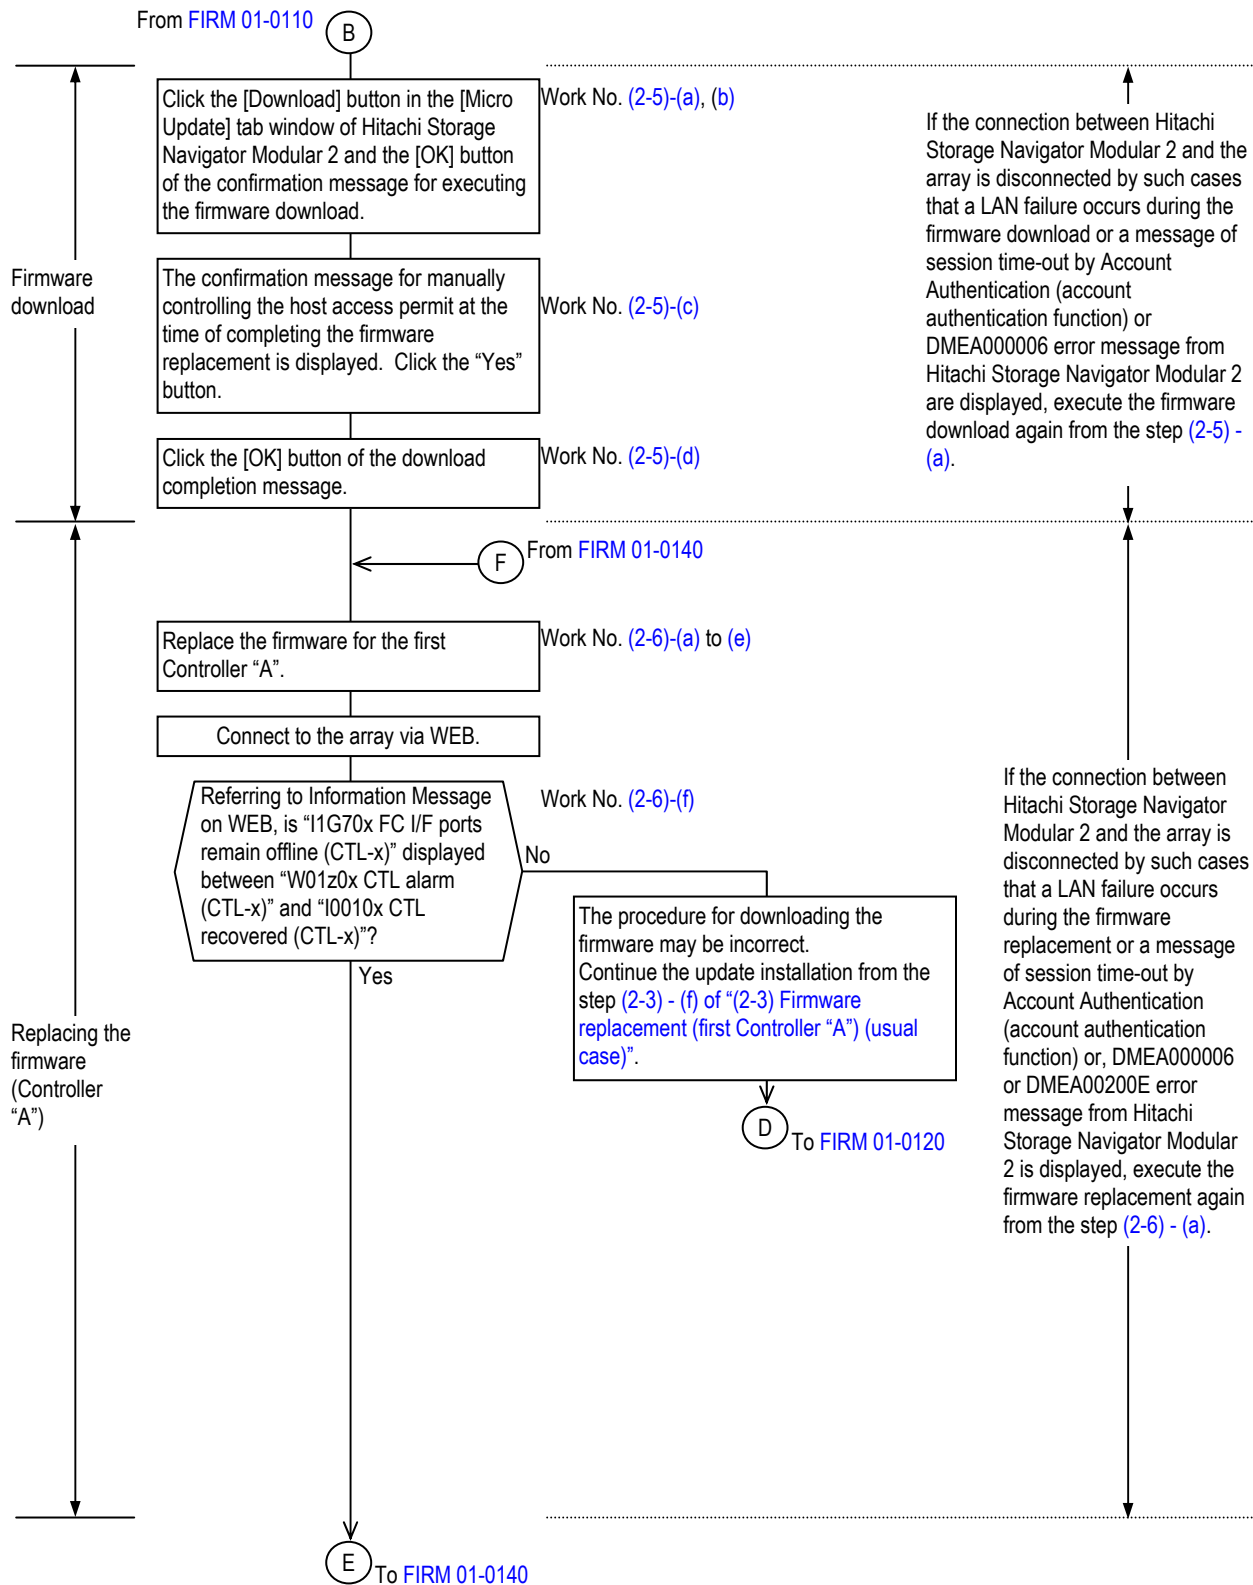 From FIRM 01-0110
B
Firmware
download
Click the [Download] button in the [Micro
Update] tab window of Hitachi Storage
Navigator Modular 2 and the [OK] button
of the confirmation message for executing
the firmware download.
Work No. (2-5)-(a), (b)
The confirmation message for manually
controlling the host access permit at the
time of completing the firmware
replacement is displayed.  Click the “Yes”
button.
Work No. (2-5)-(c)
Click the [OK] button of the download
completion message.
Work No. (2-5)-(d)
If the connection between Hitachi
Storage Navigator Modular 2 and the
array is disconnected by such cases
that a LAN failure occurs during the
firmware download or a message of
session time-out by Account
Authentication (account
authentication function) or
DMEA000006 error message from
Hitachi Storage Navigator Modular 2
are displayed, execute the firmware
download again from the step (2-5) -
(a).
F
From FIRM 01-0140
Replacing the
firmware
(Controller
“A”)
Replace the firmware for the first
Controller “A”.
Work No. (2-6)-(a) to (e)
Connect to the array via WEB.
Referring to Information Message
on WEB, is “I1G70x FC I/F ports
remain offline (CTL-x)” displayed
between “W01z0x CTL alarm
(CTL-x)” and “I0010x CTL
recovered (CTL-x)”?
Work No. (2-6)-(f)
No
Yes
The procedure for downloading the
firmware may be incorrect.
Continue the update installation from the
step (2-3) - (f) of “(2-3) Firmware
replacement (first Controller “A”) (usual
case)”.
D
To FIRM 01-0120
If the connection between
Hitachi Storage Navigator
Modular 2 and the array is
disconnected by such cases
that a LAN failure occurs
during the firmware
replacement or a message
of session time-out by
Account Authentication
(account authentication
function) or, DMEA000006
or DMEA00200E error
message from Hitachi
Storage Navigator Modular
2 is displayed, execute the
firmware replacement again
from the step (2-6) - (a).
E
To FIRM 01-0140